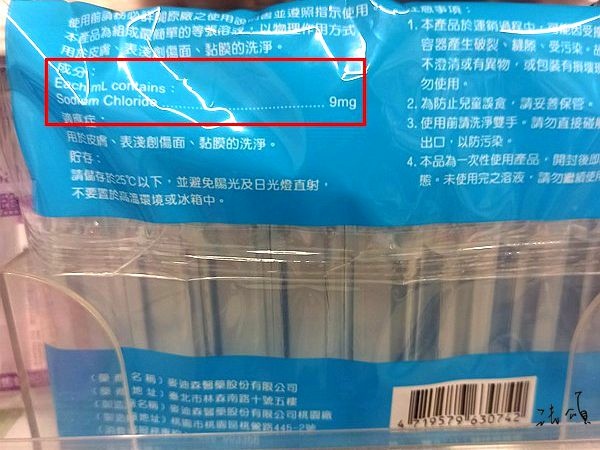 使用前請務必詳閱原廠之使用說明書並遵照指示使用
本產品為組成最簡單的等張溶液，以物理作用方式
用於皮膚、表淺創傷面、黏膜的洗淨。
成分：
Each mL contains :
Sodium Chloride ........................ 9mg
適應症：
用於皮膚、表淺創傷面、黏膜的洗淨。
貯存：
請儲存於25℃以下，並避免陽光及日光燈直射，
不要置於高溫環境或冰箱中。
注意事項：
1. 本產品於運銷過程中，可能因受
容器產生破裂、縫隙、受污染。故
不澄清或有異物，或包裝有損壞
勿使用。
2. 為防止兒童誤食，請妥善保管。
3. 使用前請洗淨雙手。請勿直接碰
出口，以防污染。
4. 本品為一次性使用產品，開封後即
態。未使用完之溶液，請勿繼續使
(藥商名稱) 麥迪森醫藥股份有限公司
(藥商地址) 臺北市林森南路十號五樓
(製造廠名稱) 麥迪森醫藥股份有限公司桃園廠
(製造廠地址) 桃園市桃園區桃鶯路445-2號
4 719579 630742